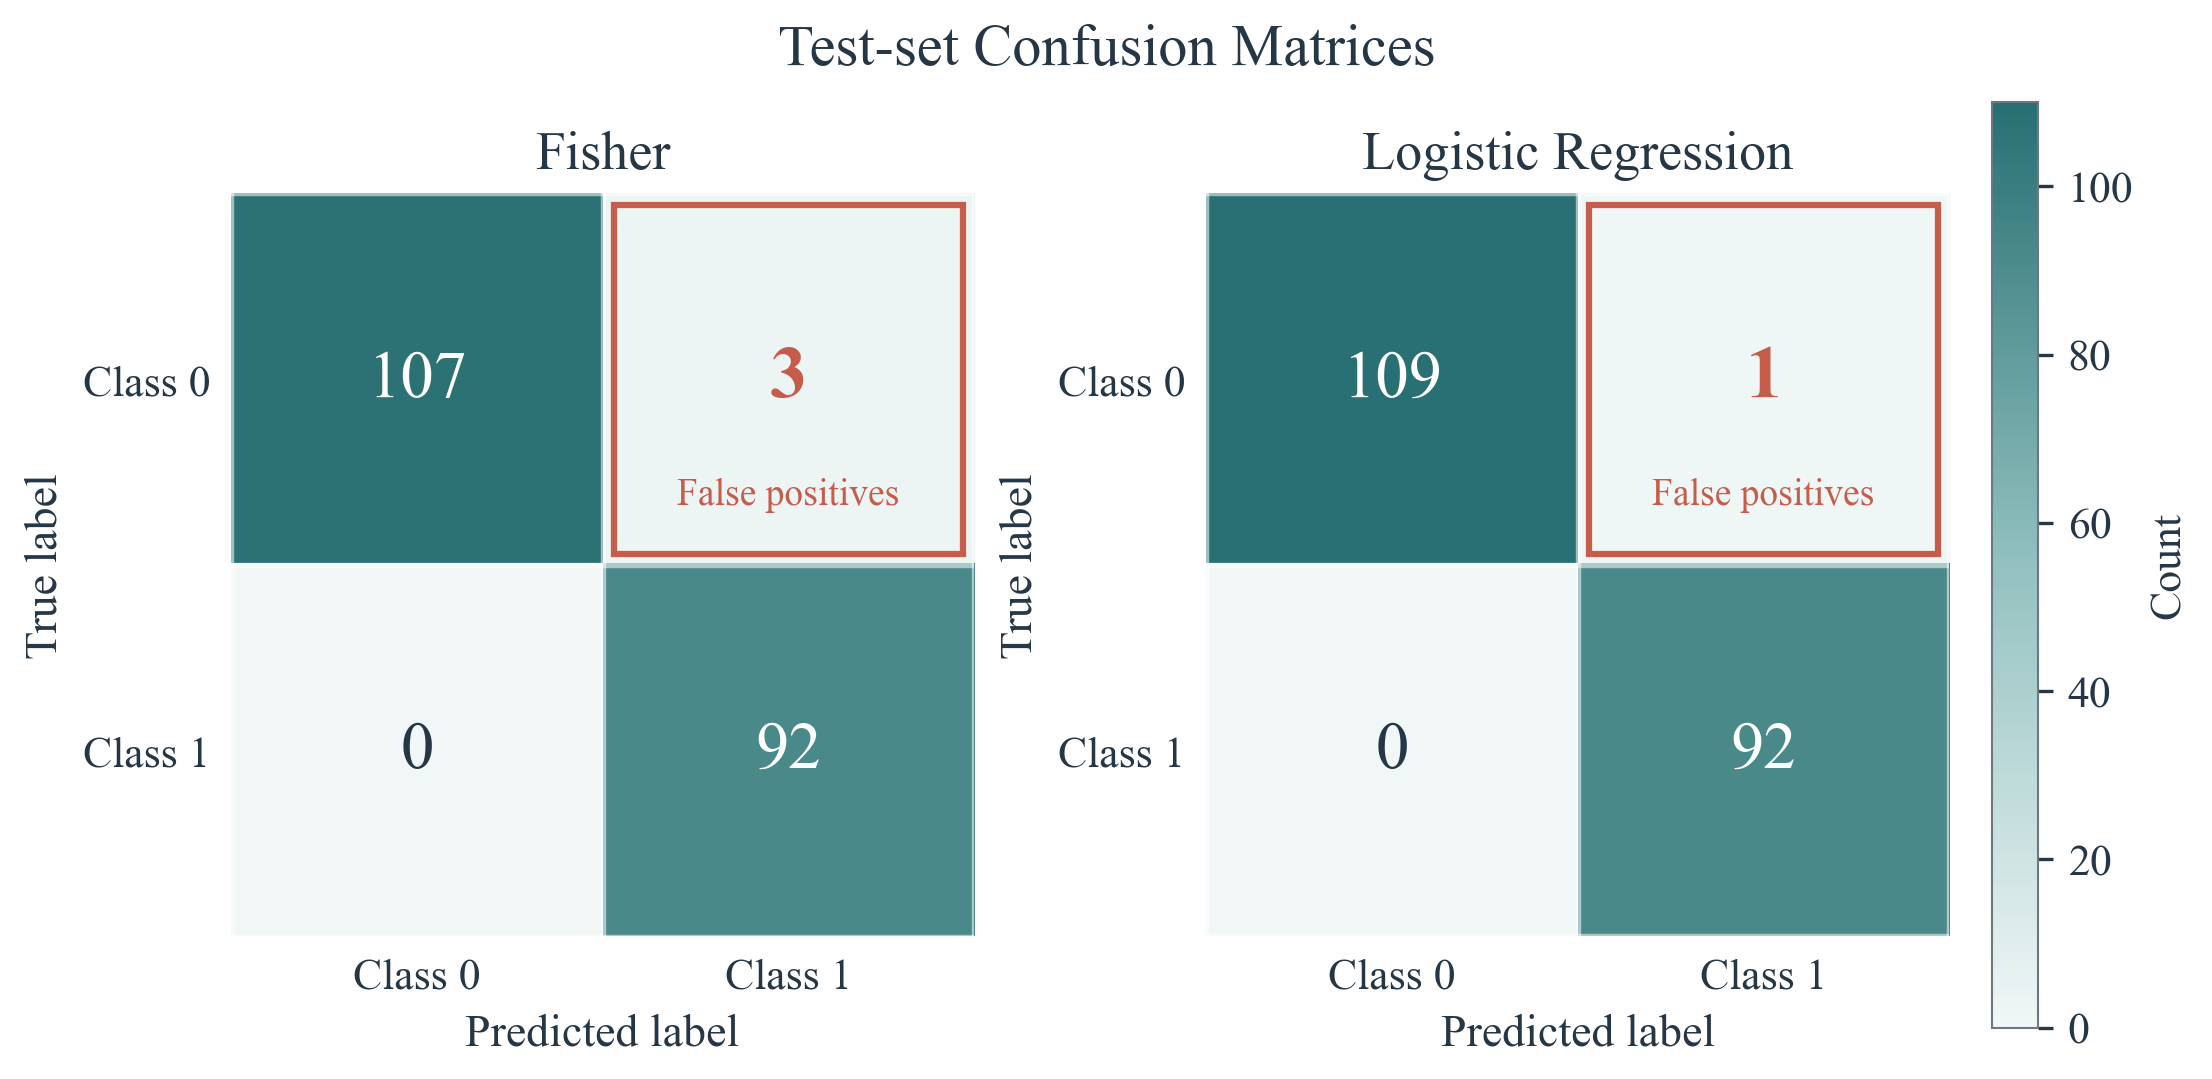 Test-set Confusion Matrices
Fisher
True label
Class 0
107
3
False positives
Class 1
0
92
Class 0
Class 1
Predicted label
Logistic Regression
True label
Class 0
109
1
False positives
Class 1
0
92
Class 0
Class 1
Predicted label
100
80
60
40
20
0
Count